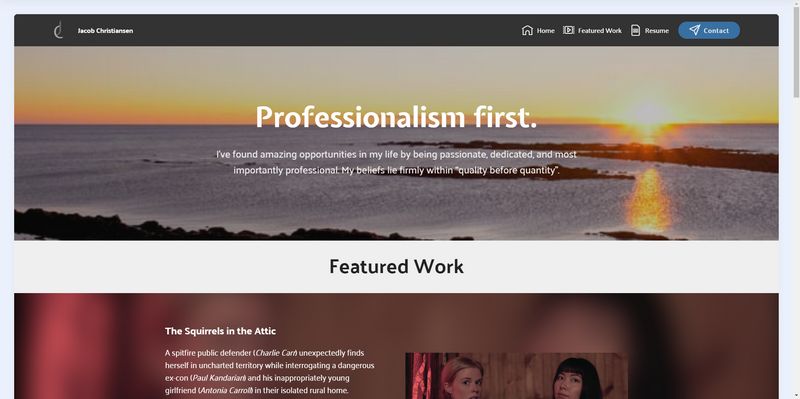 Jacob Christiansen
Home
Featured Work
Resume
Contact
Professionalism first.
I've found amazing opportunities in my life by being passionate, dedicated, and most
importantly professional. My beliefs lie firmly within "quality before quantity".
Featured Work
The Squirrels in the Attic
A spitfire public defender (Charlie Carr) unexpectedly finds
herself in uncharted territory while interrogating a dangerous
ex-con (Paul Kandarian) and his inappropriately young
girlfriend (Antonia Carroll) in their isolated rural home.